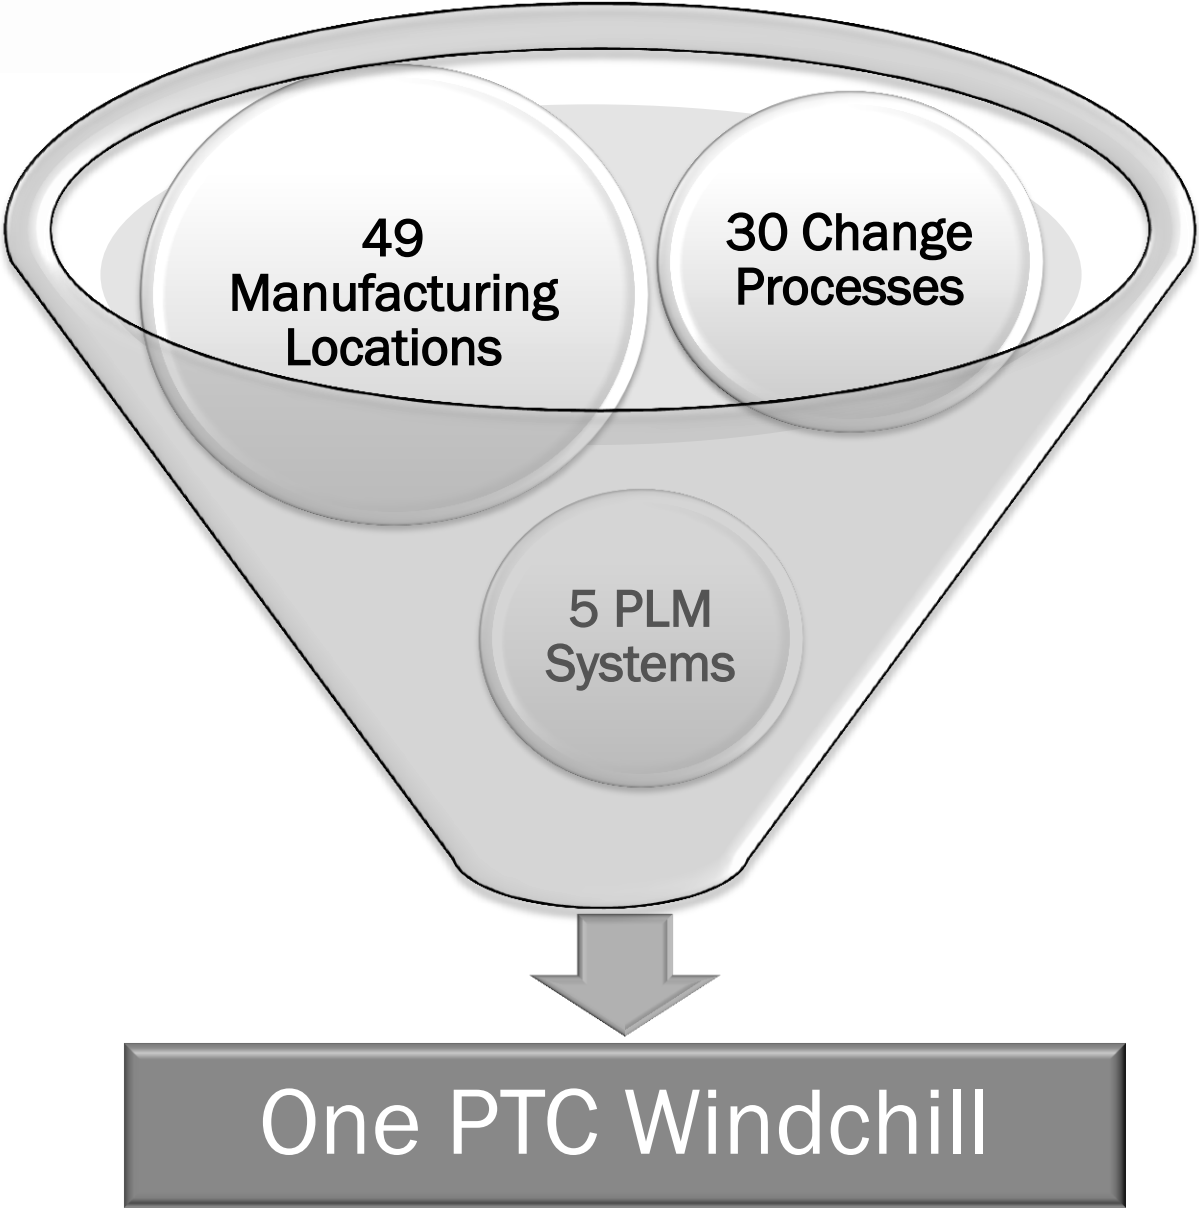 49
Manufacturing
Locations
30 Change
Processes
5 PLM
Systems
One PTC Windchill